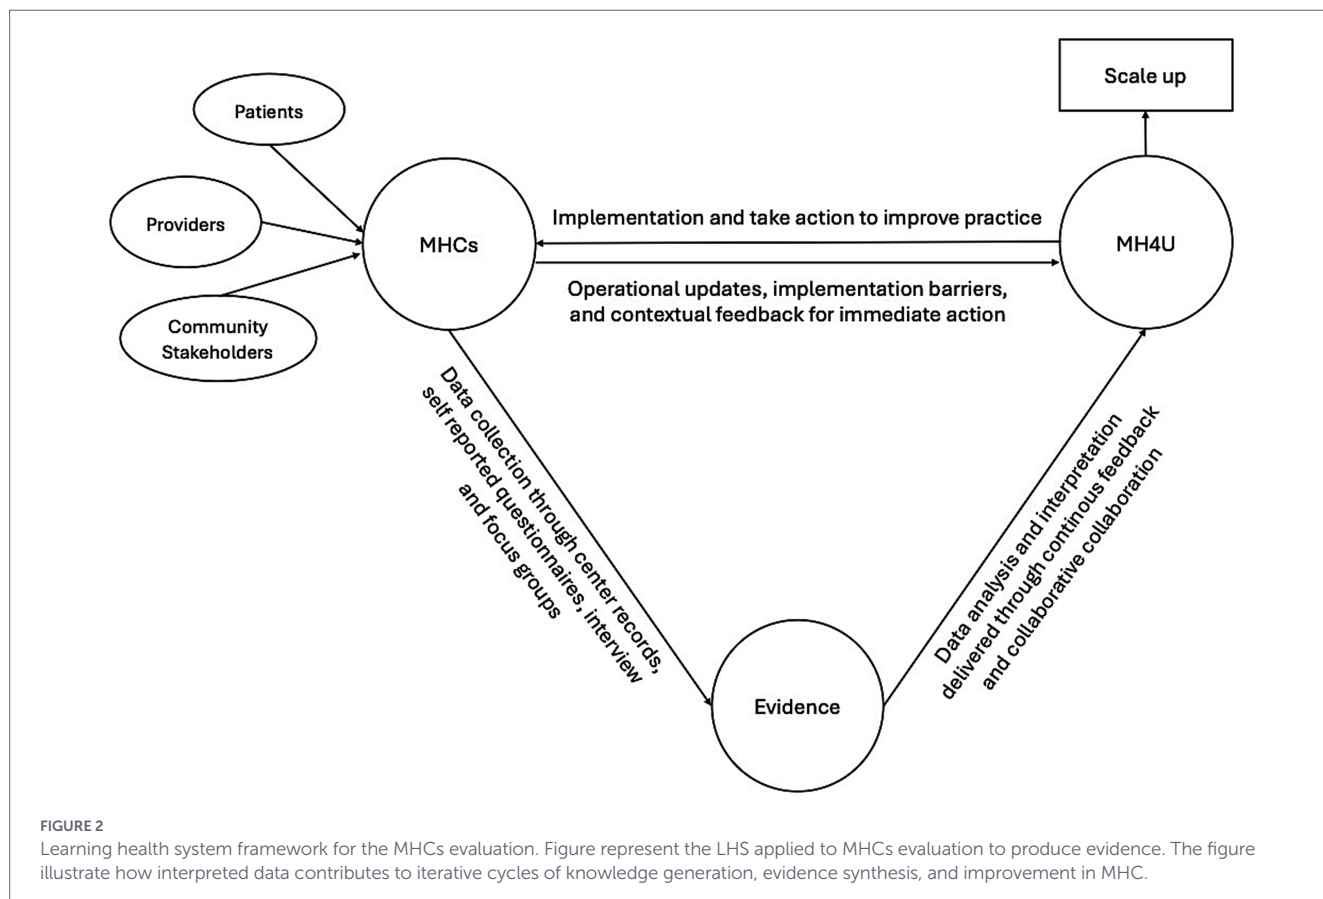 Scale up
Patients
Providers
Community
Stakeholders
MHCs
Implementation and take action to improve practice
MH4U
Operational updates, implementation barriers,
and contextual feedback for immediate action
Data collection through center records,
self reported questionnaires, interview
and focus groups
Data analysis and interpretation
delivered through continous feedback
and collaborative collaboration
Evidence
FIGURE 2
Learning health system framework for the MHCs evaluation. Figure represent the LHS applied to MHCs evaluation to produce evidence. The figure
illustrate how interpreted data contributes to iterative cycles of knowledge generation, evidence synthesis, and improvement in MHC.